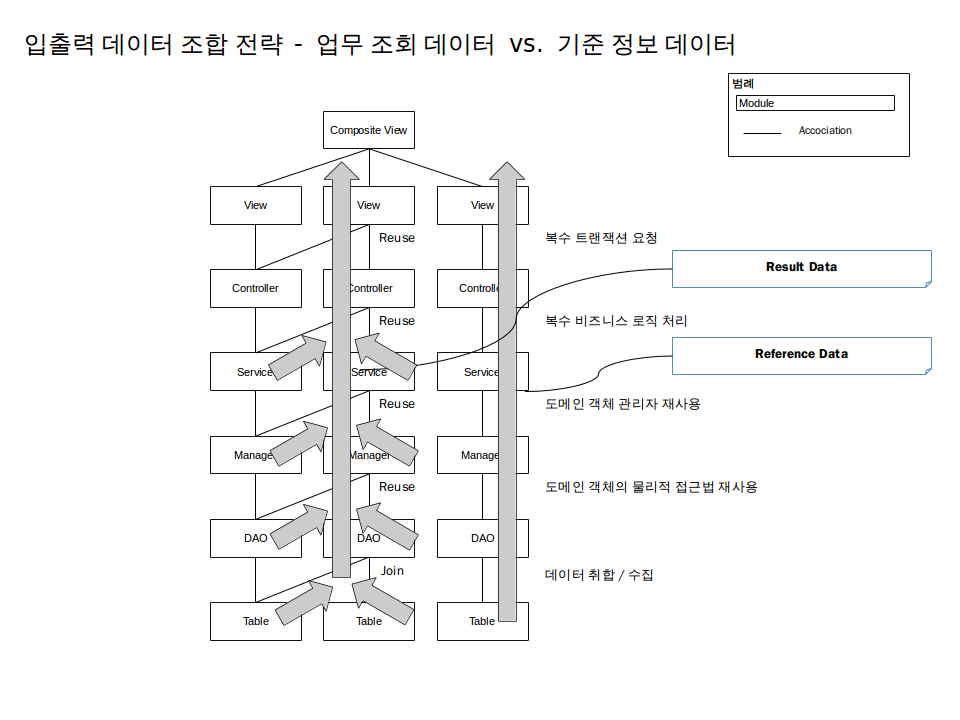 입출력 데이터 조합 전략 - 업무 조회 데이터 vs. 기준 정보 데이터
범례
Module
Accociation
Composite View
View View View
Reuse
복수 트랜잭션 요청
Result Data
Controller Controller Controlle
Reuse
복수 비즈니스 로직 처리
Reference Data
Service Service Service
Reuse
도메인 객체 관리자 재사용
Manage Manager Manage
Reuse
도메인 객체의 물리적 접근법 재사용
DAO DAO DAO
Join
데이터 취합 / 수집
Table Table Table